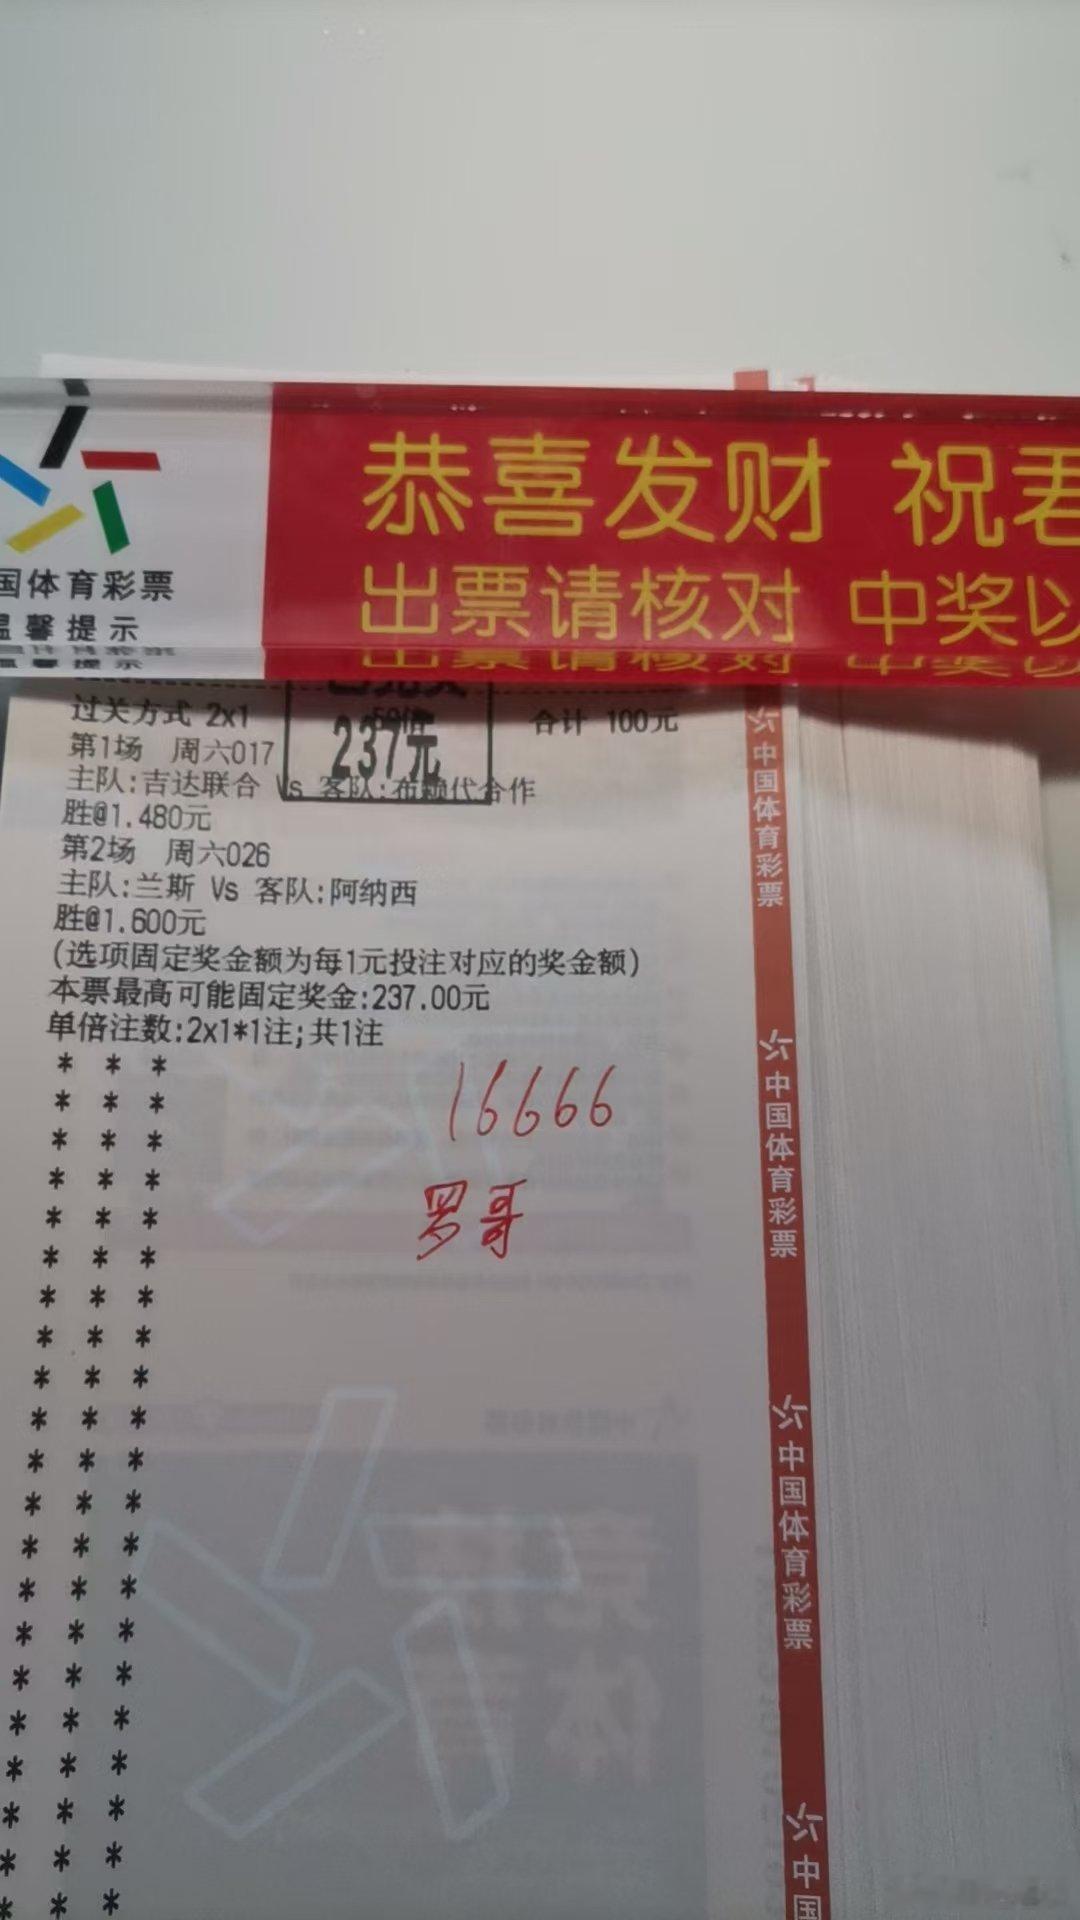 恭喜发财 祝君
出票请核对 中奖以
国体育彩票
温馨提示
过关方式 2x1 50倍 合计 100元
237元
第1场 周六017
主队:吉达联合 Vs 客队:布赖代合作
胜@1.480元
第2场 周六026
主队:兰斯 Vs 客队:阿纳西
胜@1.600元
(选项固定奖金额为每1元投注对应的奖金额)
本票最高可能固定奖金:237.00元
单倍注数:2x1*1注;共1注
16666
罗哥
中国体育彩票
中国体育彩票
中国体育彩票
中国